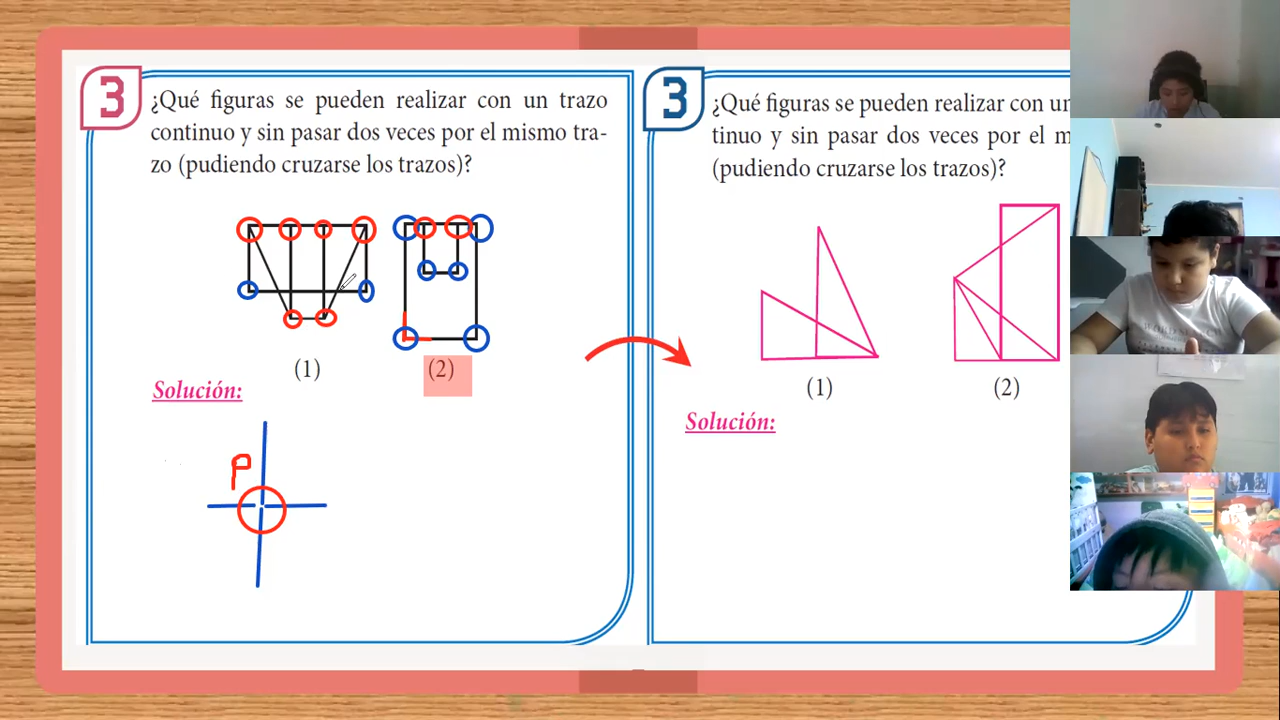 3
¿Qué figuras se pueden realizar con un trazo
continuo y sin pasar dos veces por el mismo tra-
zo (pudiendo cruzarse los trazos)?
(1)
(2)
Solución:
P
3
¿Qué figuras se pueden realizar con un
tinuo y sin pasar dos veces por el m
(pudiendo cruzarse los trazos)?
(1)
(2)
Solución: